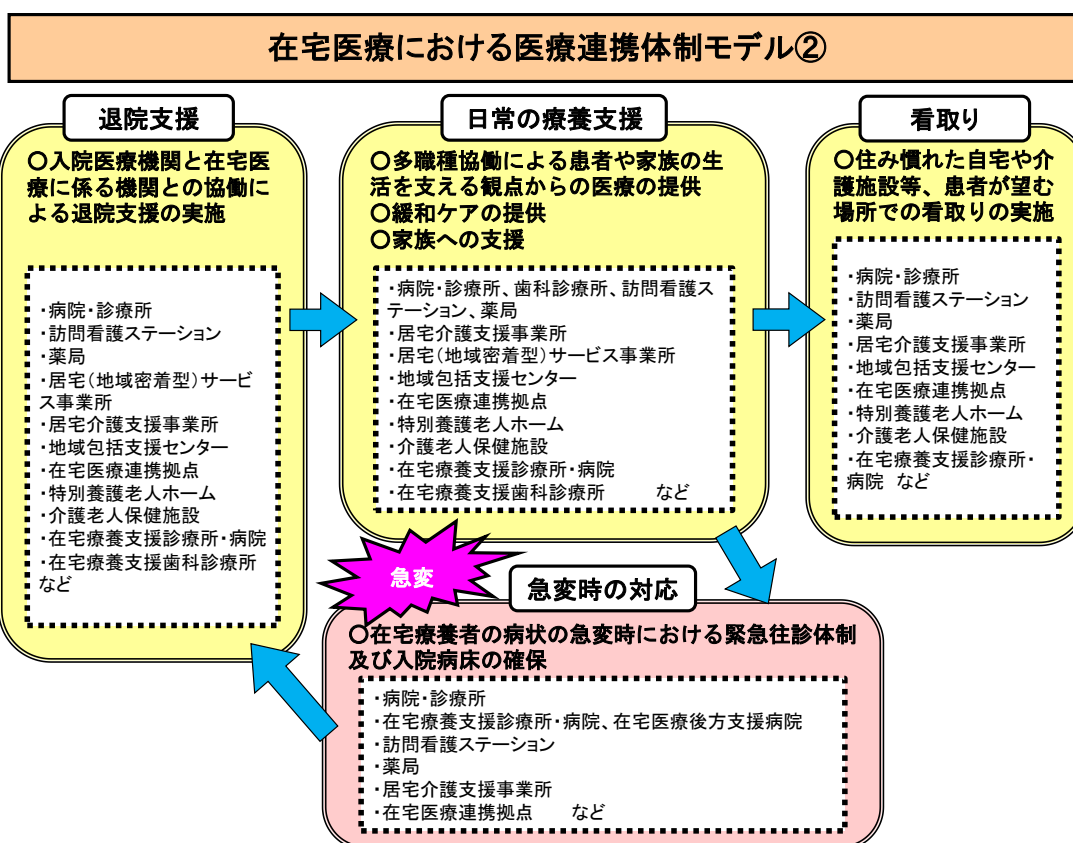 在宅医療における医療連携体制モデル②
退院支援
○入院医療機関と在宅医
療に係る機関との協働に
よる退院支援の実施
・病院・診療所
・訪問看護ステーション
・薬局
・居宅(地域密着型)サービ
ス事業所
・居宅介護支援事業所
・地域包括支援センター
・在宅医療連携拠点
・特別養護老人ホーム
・介護老人保健施設
・在宅療養支援診療所・病院
・在宅療養支援歯科診療所
など
日常の療養支援
○多職種協働による患者や家族の生
活を支える観点からの医療の提供
○緩和ケアの提供
○家族への支援
・病院・診療所、歯科診療所、訪問看護ス
テーション、薬局
・居宅介護支援事業所
・居宅(地域密着型)サービス事業所
・地域包括支援センター
・在宅医療連携拠点
・特別養護老人ホーム
・介護老人保健施設
・在宅療養支援診療所・病院
・在宅療養支援歯科診療所 など
看取り
○住み慣れた自宅や介
護施設等、患者が望む
場所での看取りの実施
・病院・診療所
・訪問看護ステーション
・薬局
・居宅介護支援事業所
・地域包括支援センター
・在宅医療連携拠点
・特別養護老人ホーム
・介護老人保健施設
・在宅療養支援診療所・
病院 など
急変
急変時の対応
○在宅療養者の病状の急変時における緊急往診体制
及び入院病床の確保
・病院・診療所
・在宅療養支援診療所・病院、在宅医療後方支援病院
・訪問看護ステーション
・薬局
・居宅介護支援事業所
・在宅医療連携拠点 など